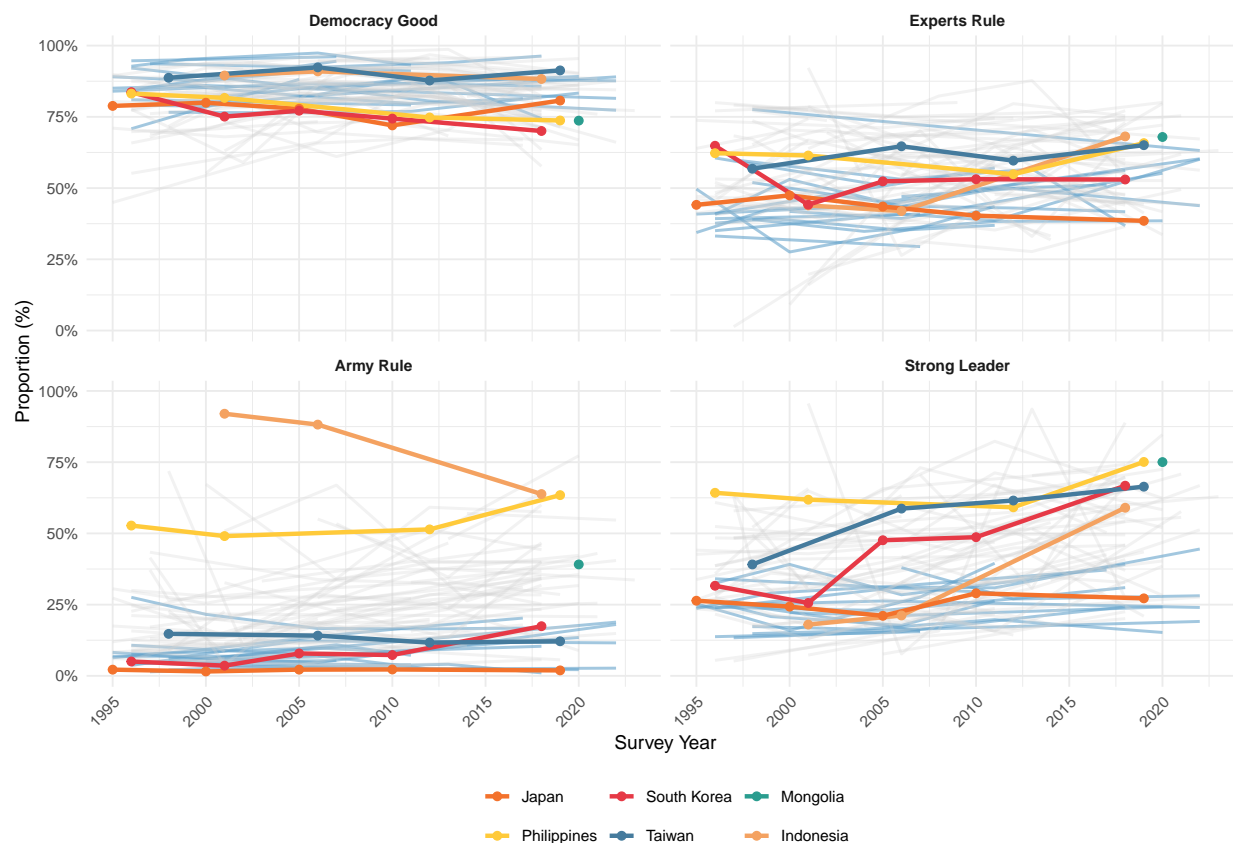 Democracy Good
Experts Rule
100%
75%
50%
25%
0%
Army Rule
Strong Leader
100%
75%
50%
25%
0%
Proportion (%)
1995
2000
2005
2010
2015
2020
1995
2000
2005
2010
2015
2020
Survey Year
Japan
South Korea
Mongolia
Philippines
Taiwan
Indonesia